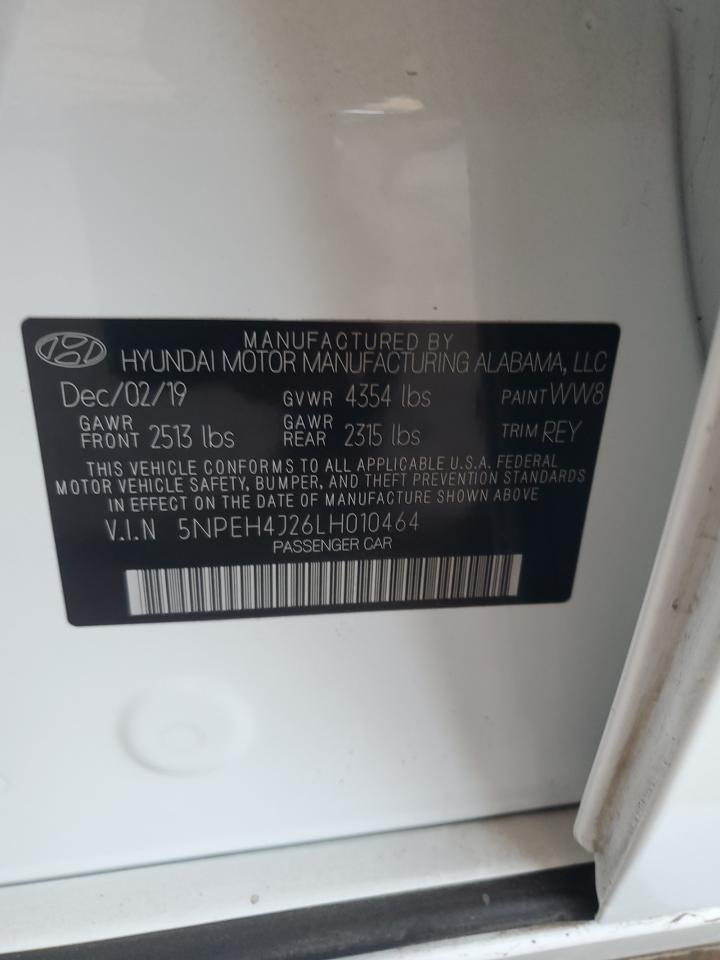 MANUFACTURED BY
HYUNDAI MOTOR MANUFACTURING ALABAMA, LLC
Dec/02/19 GVWR 4354 lbs PAINT WW8
GAWR FRONT 2513 lbs GAWR REAR 2315 lbs TRIM REY
THIS VEHICLE CONFORMS TO ALL APPLICABLE U.S.A. FEDERAL
MOTOR VEHICLE SAFETY, BUMPER, AND THEFT PREVENTION STANDARDS
IN EFFECT ON THE DATE OF MANUFACTURE SHOWN ABOVE
V.I.N 5NPEH4J26LH010464
PASSENGER CAR